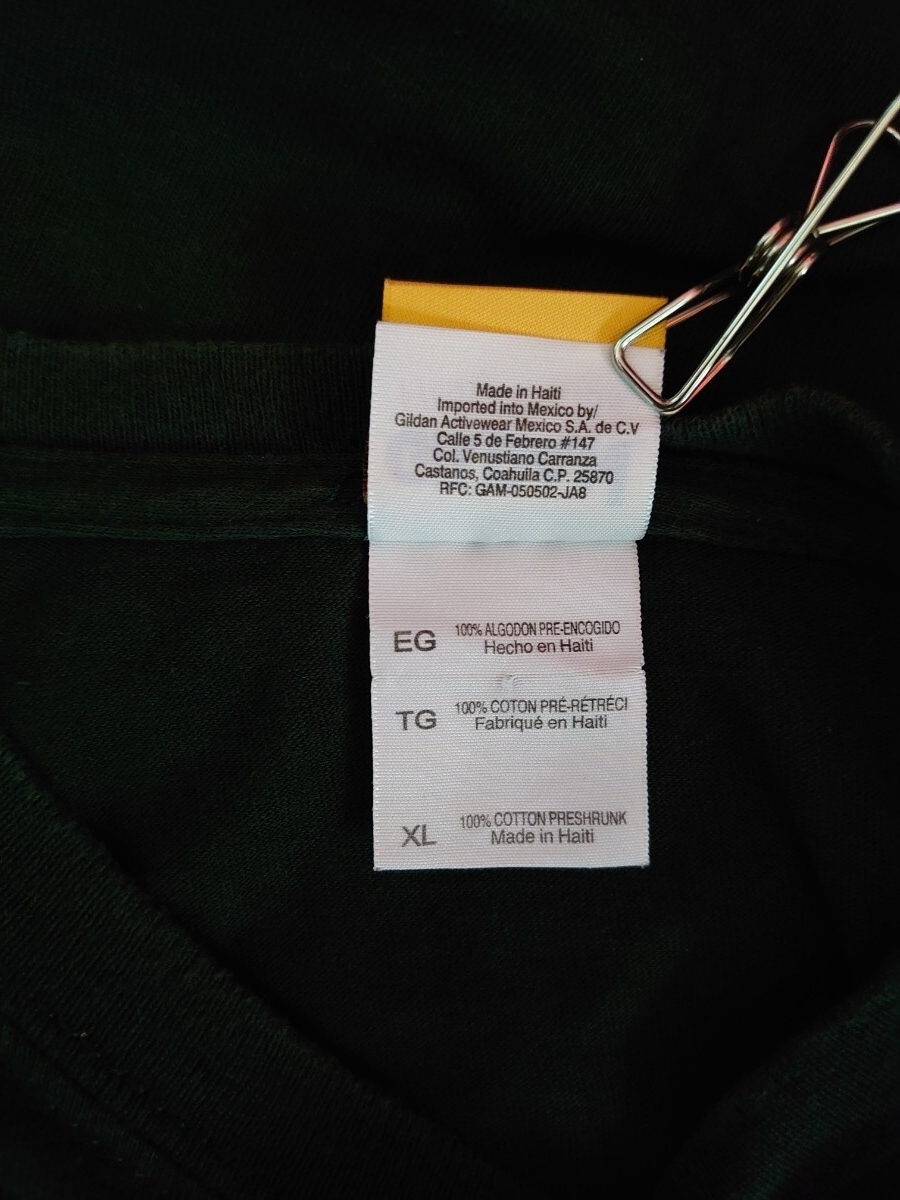 Made in Haiti
Imported into Mexico by/
Gildan Activewear Mexico S.A. de C.V
Calle 5 de Febrero #147
Col. Venustiano Carranza
Castanos, Coahuila C.P. 25870
RFC: GAM-050502-JA8
EG 100% ALGODON PRE-ENCOGIDO
Hecho en Haiti
TG 100% COTON PRÉ-RÉTRÉCI
Fabriqué en Haiti
XL 100% COTTON PRESHRUNK
Made in Haiti